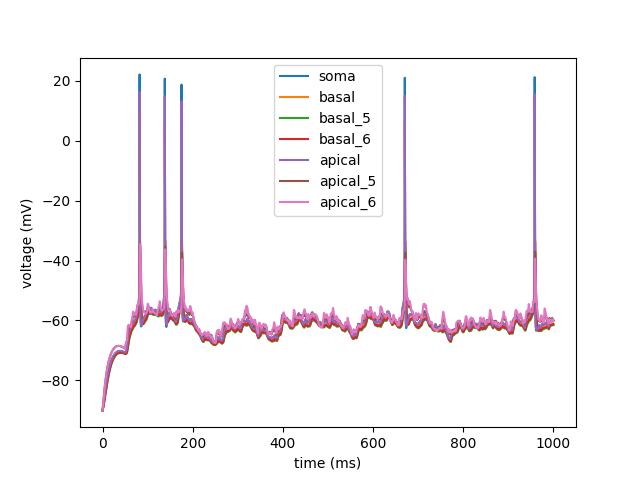 20
0
−20
−40
−60
−80
voltage (mV)
soma
basal
basal_5
basal_6
apical
apical_5
apical_6
0 200 400 600 800 1000
time (ms)